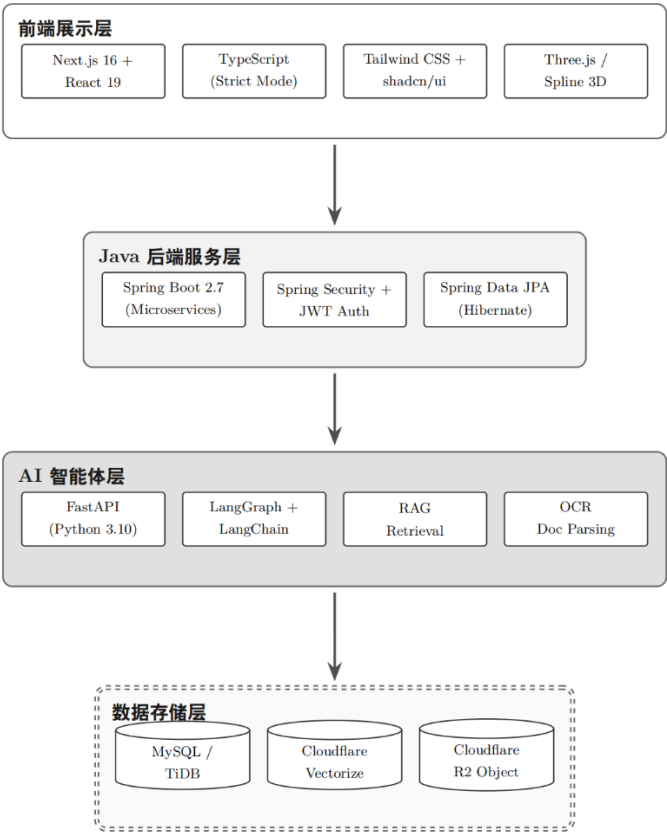 前端展示层
Next.js 16 +
React 19
TypeScript
(Strict Mode)
Tailwind CSS +
shadcn/ui
Three.js /
Spline 3D
Java 后端服务层
Spring Boot 2.7
(Microservices)
Spring Security +
JWT Auth
Spring Data JPA
(Hibernate)
AI 智能体层
FastAPI
(Python 3.10)
LangGraph +
LangChain
RAG
Retrieval
OCR
Doc Parsing
数据存储层
MySQL /
TiDB
Cloudflare
Vectorize
Cloudflare
R2 Object